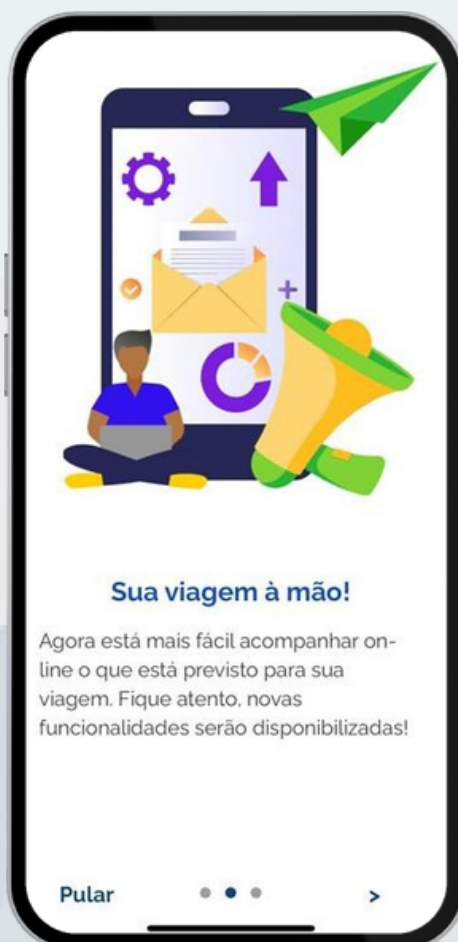 Sua viagem à mão!
Agora está mais fácil acompanhar on-
line o que está previsto para sua
viagem. Fique atento, novas
funcionalidades serão disponibilizadas!
Pular
>